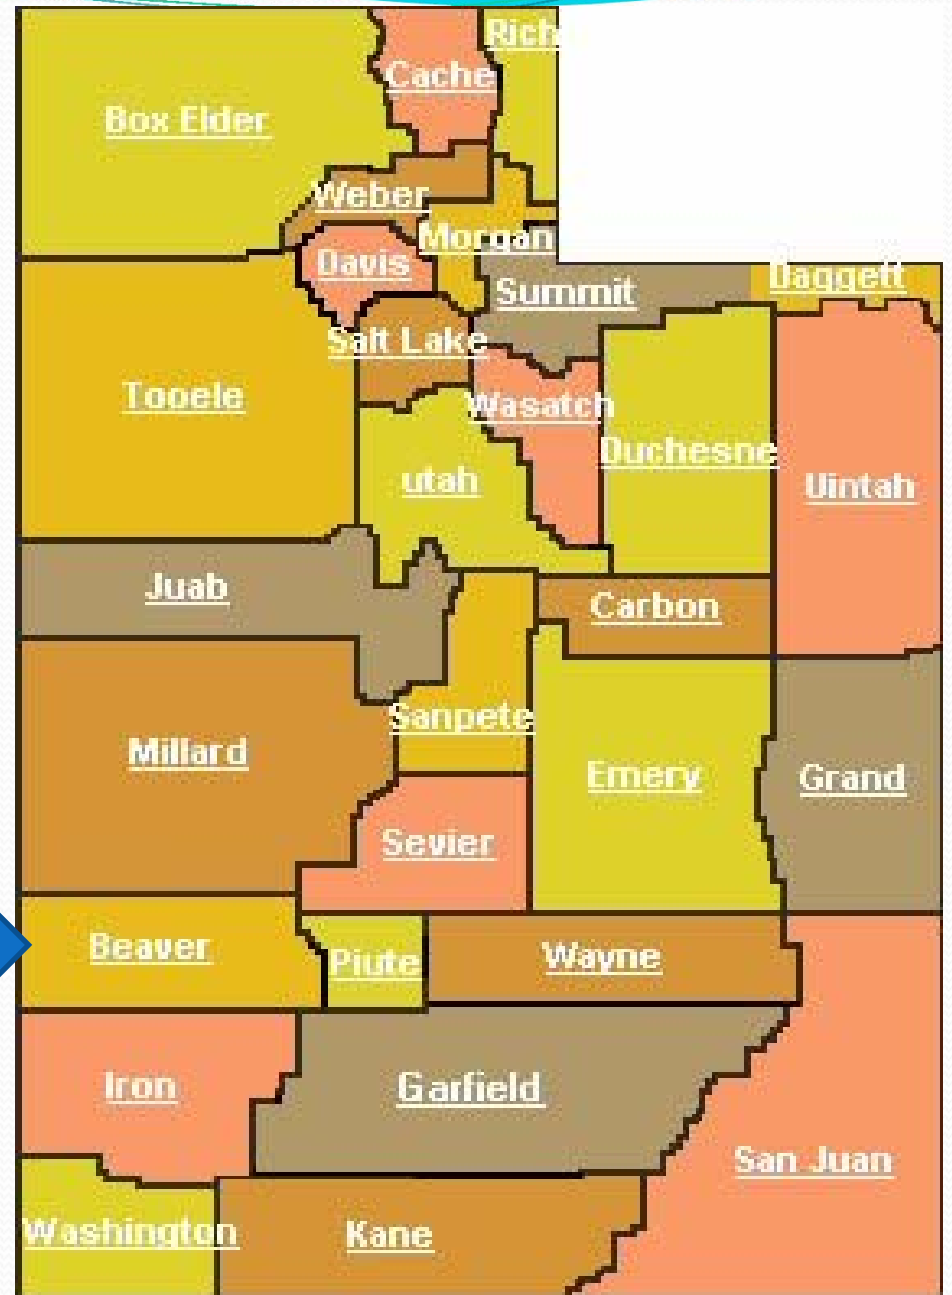 Rich
Cache
Box Elder
Weber
Morgan
Davis
Daggett
Summit
Salt Lake
Tooele
Wasatch
Duchesne
utah
Uintah
Juab
Carbon
Sanpete
Millard
Emery
Grand
Sevier
Beaver
Piute
Wayne
Iron
Garfield
San Juan
Washington
Kane